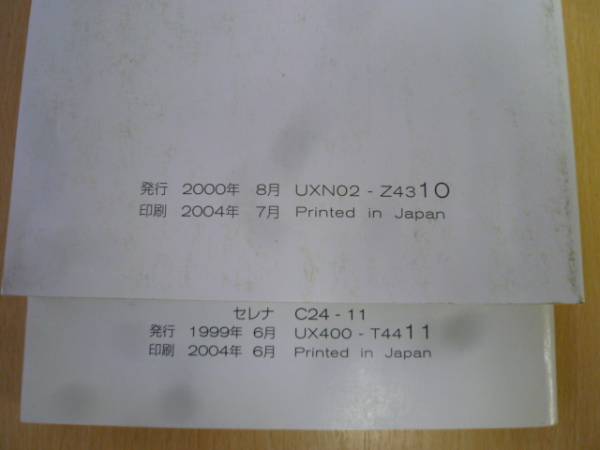 発行 2000年 8月 UXN02 - Z4310
印刷 2004年 7月 Printed in Japan
セレナ C24 - 11
発行 1999年 6月 UX400 - T4411
印刷 2004年 6月 Printed in Japan